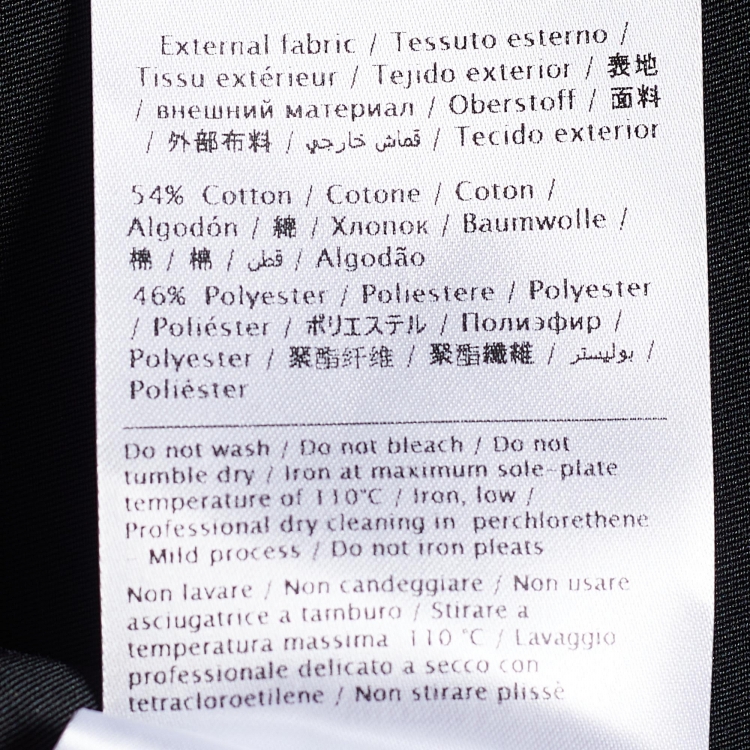 External fabric / Tessuto esterno /
Tissu extérieur / Tejido exterior / 表地
/ внешний материал / Oberstoff / 面料
/ 外部布料 / قماش خارجي / Tecido exterior
54% Cotton / Cotone / Coton /
Algodón / 綿 / Хлопок / Baumwolle /
棉 / 棉 / قطن / Algodão
46% Polyester / Poliestere / Polyester
/ Poliéster / ポリエステル / Полиэфир /
Polyester / 聚酯纤维 / 聚酯纖維 / بوليستر /
Poliéster
Do not wash / Do not bleach / Do not
tumble dry / Iron at maximum sole-plate
temperature of 110°C / Iron, low /
Professional dry cleaning in perchlorethene
- Mild process / Do not iron pleats
Non lavare / Non candeggiare / Non usare
asciugatrice a tamburo / Stirare a
temperatura massima 110 °C / Lavaggio
professionale delicato a secco con
tetracloroetilene / Non stirare plissè